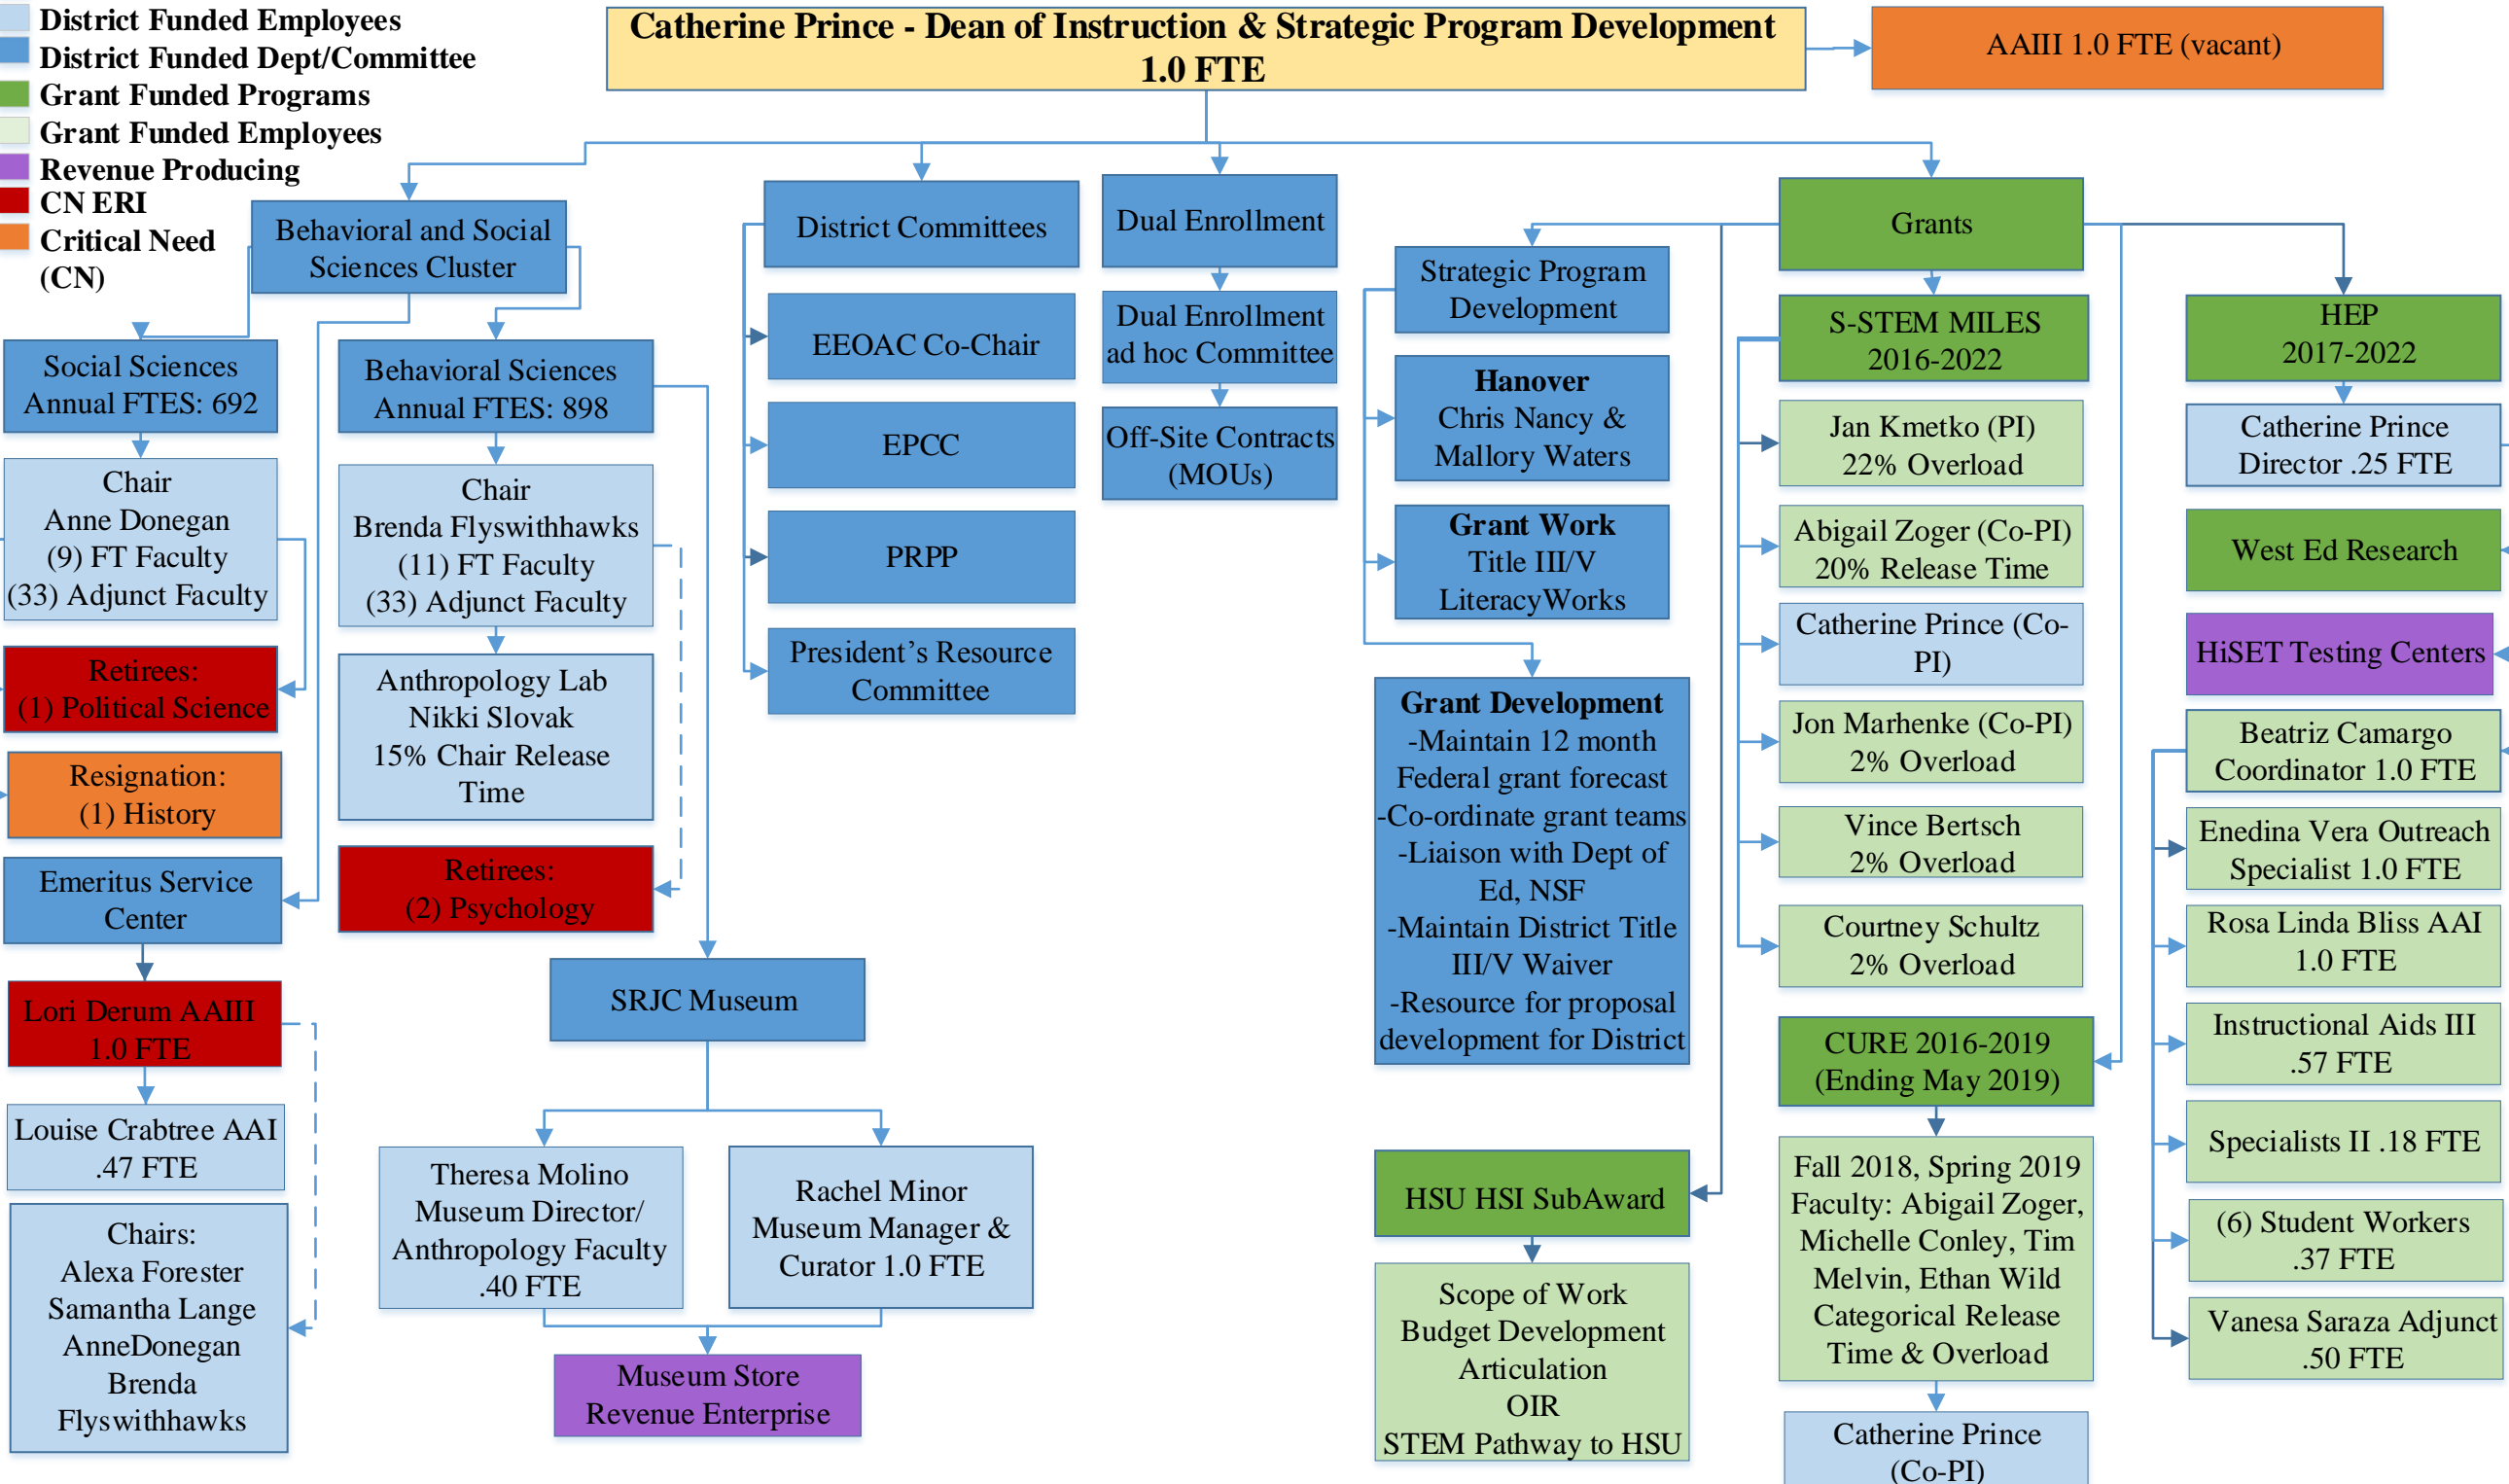 District Funded Employees
District Funded Dept/Committee
Grant Funded Programs
Grant Funded Employees
Revenue Producing
CN ERI
Critical Need
(CN)
Catherine Prince - Dean of Instruction & Strategic Program Development
1.0 FTE
AAIII 1.0 FTE (vacant)
Behavioral and Social
Sciences Cluster
Social Sciences
Annual FTES: 692
Chair
Anne Donegan
(9) FT Faculty
(33) Adjunct Faculty
Retirees:
(1) Political Science
Resignation:
(1) History
Emeritus Service
Center
Lori Derum AAIII
1.0 FTE
Louise Crabtree AAI
.47 FTE
Chairs:
Alexa Forester
Samantha Lange
AnneDonegan
Brenda
Flyswithhawks
Behavioral Sciences
Annual FTES: 898
Chair
Brenda Flyswithhawks
(11) FT Faculty
(33) Adjunct Faculty
Anthropology Lab
Nikki Slovak
15% Chair Release
Time
Retirees:
(2) Psychology
SRJC Museum
Theresa Molino
Museum Director/
Anthropology Faculty
.40 FTE
Rachel Minor
Museum Manager &
Curator 1.0 FTE
Museum Store
Revenue Enterprise
District Committees
EEOAC Co-Chair
EPCC
PRPP
President’s Resource
Committee
Dual Enrollment
Dual Enrollment
ad hoc Committee
Off-Site Contracts
(MOUs)
Grants
Strategic Program
Development
Hanover
Chris Nancy &
Mallory Waters
Grant Work
Title III/V
LiteracyWorks
Grant Development
-Maintain 12 month
Federal grant forecast
-Co-ordinate grant teams
-Liaison with Dept of
Ed, NSF
-Maintain District Title
III/V Waiver
-Resource for proposal
development for District
HSU HSI SubAward
Scope of Work
Budget Development
Articulation
OIR
STEM Pathway to HSU
S-STEM MILES
2016-2022
Jan Kmetko (PI)
22% Overload
Abigail Zoger (Co-PI)
20% Release Time
Catherine Prince (Co-
PI)
Jon Marhenke (Co-PI)
2% Overload
Vince Bertsch
2% Overload
Courtney Schultz
2% Overload
CURE 2016-2019
(Ending May 2019)
Fall 2018, Spring 2019
Faculty: Abigail Zoger,
Michelle Conley, Tim
Melvin, Ethan Wild
Categorical Release
Time & Overload
Catherine Prince
(Co-PI)
HEP
2017-2022
Catherine Prince
Director .25 FTE
West Ed Research
HiSET Testing Centers
Beatriz Camargo
Coordinator 1.0 FTE
Enedina Vera Outreach
Specialist 1.0 FTE
Rosa Linda Bliss AAI
1.0 FTE
Instructional Aids III
.57 FTE
Specialists II .18 FTE
(6) Student Workers
.37 FTE
Vanesa Saraza Adjunct
.50 FTE